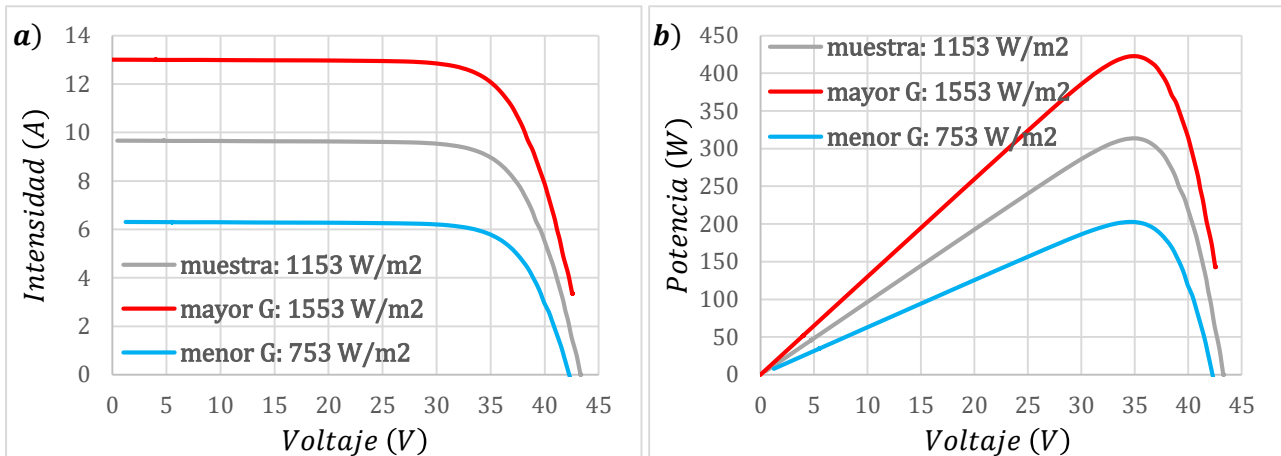 a)
Intensidad (A)
14
12
10
8
6
4
2
0
muestra: 1153 W/m2
mayor G: 1553 W/m2
menor G: 753 W/m2
0 5 10 15 20 25 30 35 40 45
Voltaje (V)
b)
Potencia (W)
450
400
350
300
250
200
150
100
50
0
muestra: 1153 W/m2
mayor G: 1553 W/m2
menor G: 753 W/m2
0 5 10 15 20 25 30 35 40 45
Voltaje (V)